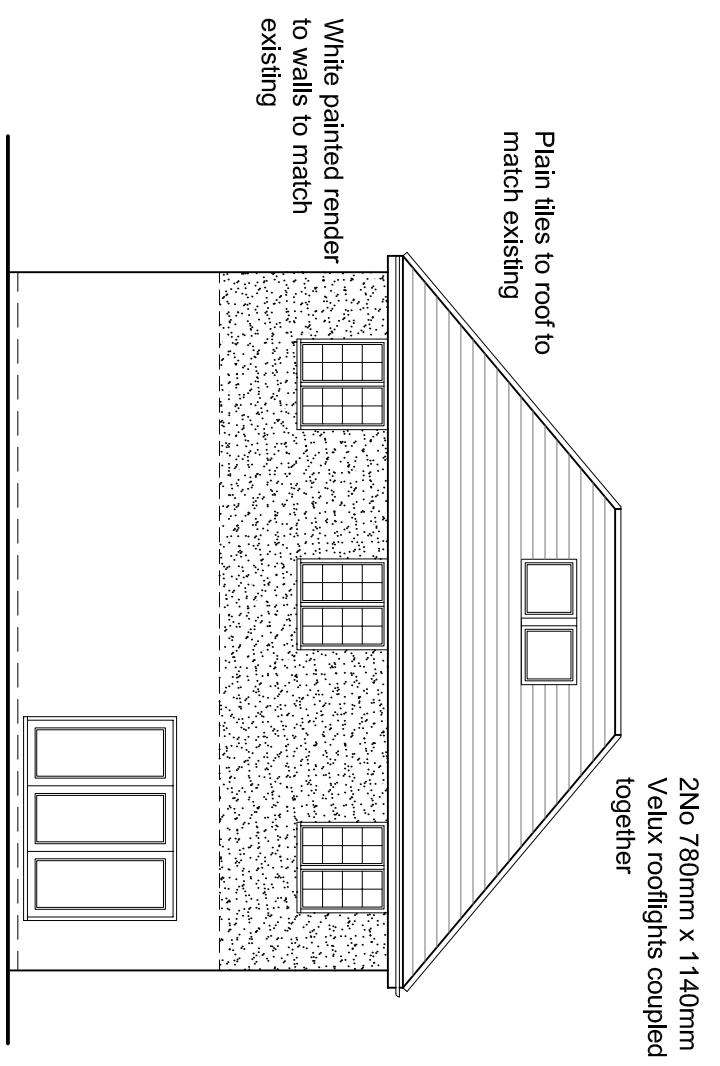 2No 780mm x 1140mm
Velux rooflights coupled
together
Plain tiles to roof to
match existing
White painted render
to walls to match
existing